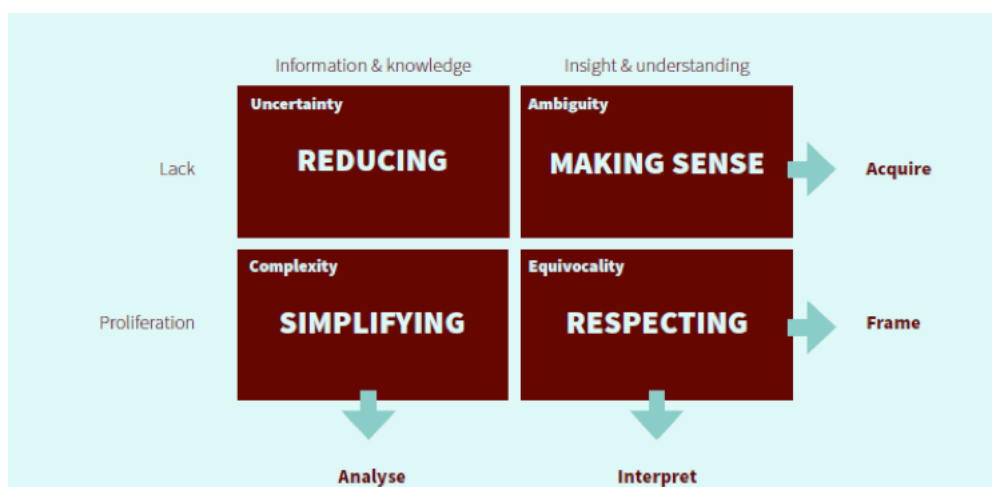 Information & knowledge
Insight & understanding
Uncertainty
Ambiguity
Lack
REDUCING
MAKING SENSE
Acquire
Complexity
Equivocality
Proliferation
SIMPLIFYING
RESPECTING
Frame
Analyse
Interpret